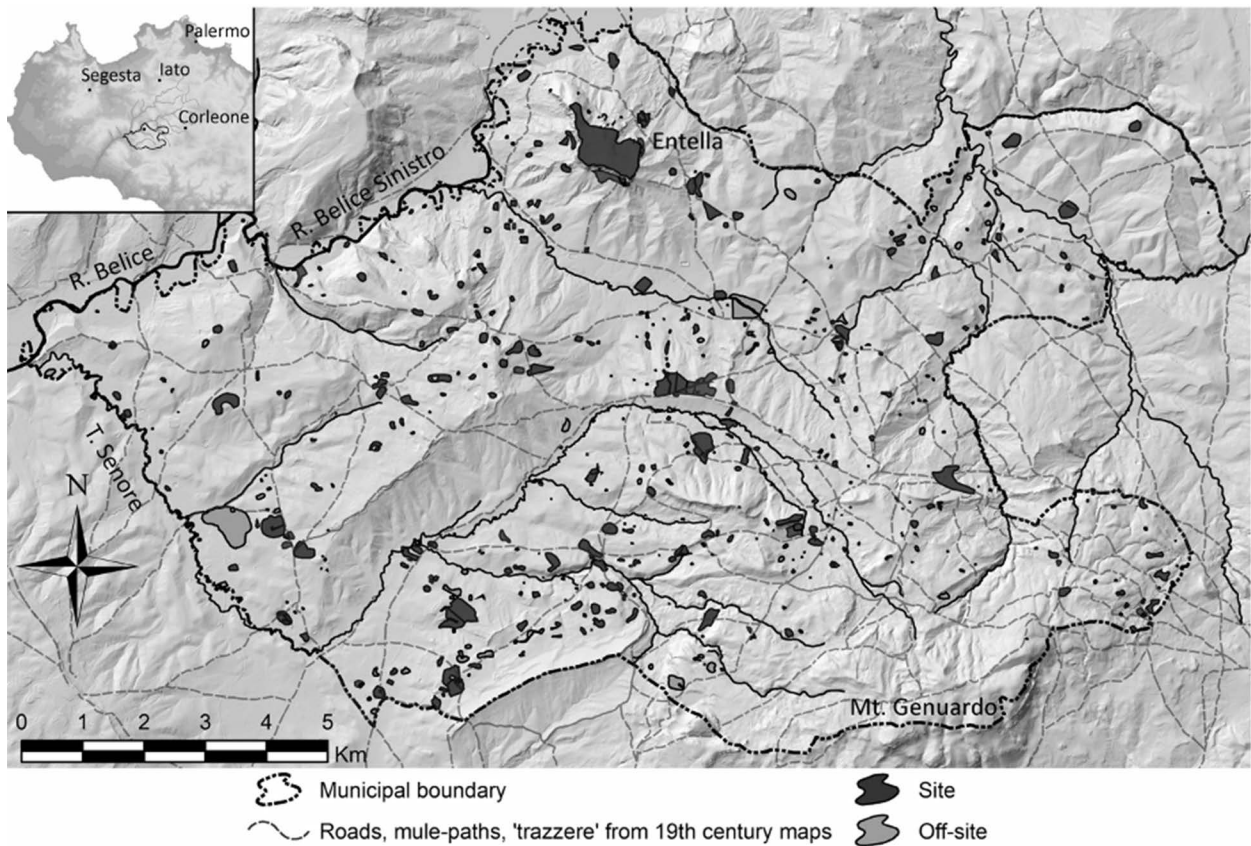 Palermo
Segesta
Iato
Corleone
Entella
R. Belice Sinistro
R. Belice
T. Senore
N
Mt. Genuardo
0 1 2 3 4 5
Km
Municipal boundary
Site
Roads, mule-paths, 'trazzere' from 19th century maps
Off-site